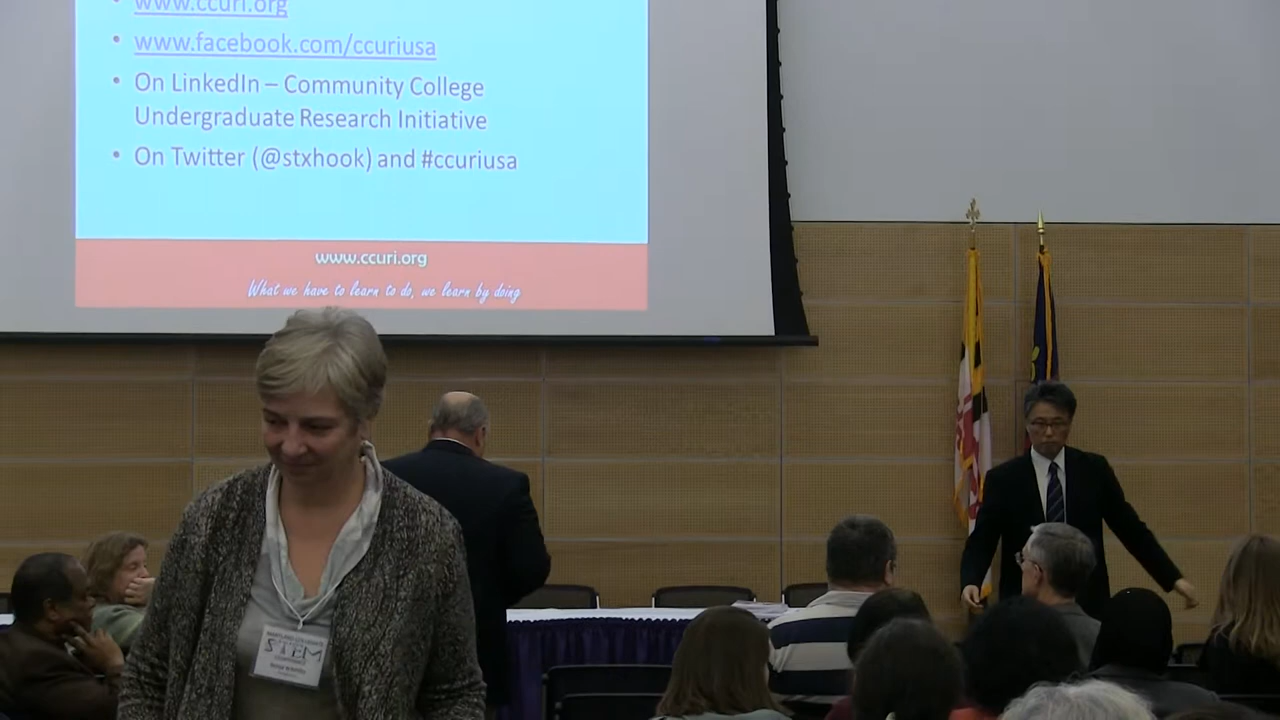 www.ccuri.org
• www.facebook.com/ccuriusa
• On LinkedIn – Community College
Undergraduate Research Initiative
• On Twitter (@stxhook) and #ccuriusa
www.ccuri.org
What we have to learn to do, we learn by doing
STEM